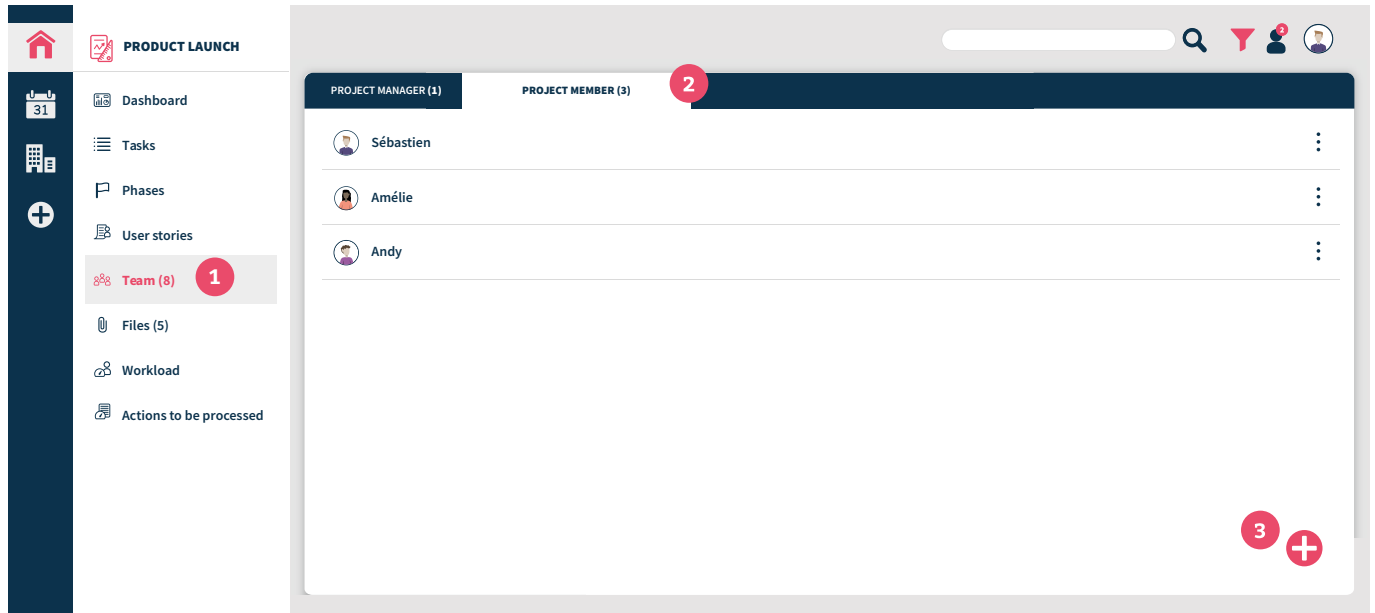 PRODUCT LAUNCH
2
31
Dashboard
Tasks
Phases
User stories
Team (8)
1
Files (5)
Workload
Actions to be processed
PROJECT MANAGER (1)
PROJECT MEMBER (3)
2
Sébastien
Amélie
Andy
3